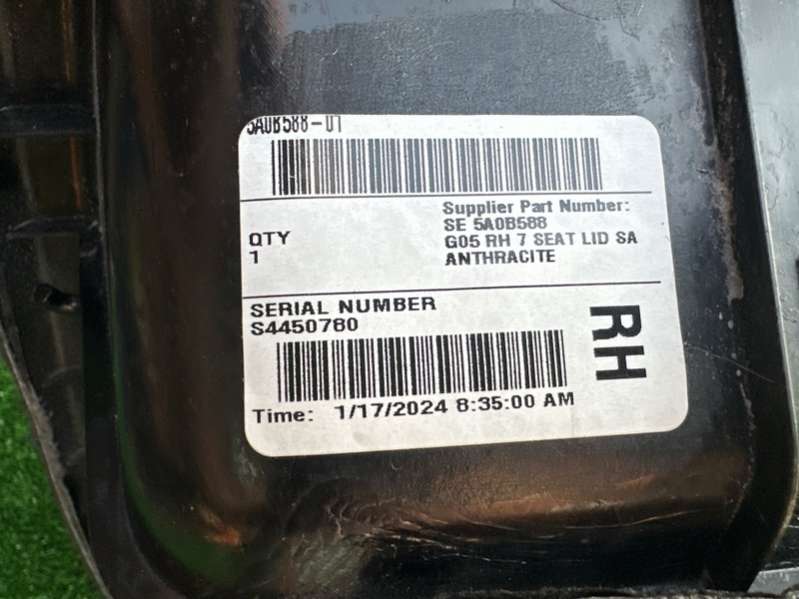 5A0B588-01
Supplier Part Number:
SE 5A0B588
QTY
G05 RH 7 SEAT LID SA
1
ANTHRACITE
SERIAL NUMBER
S4450780
RH
Time: 1/17/2024 8:35:00 AM